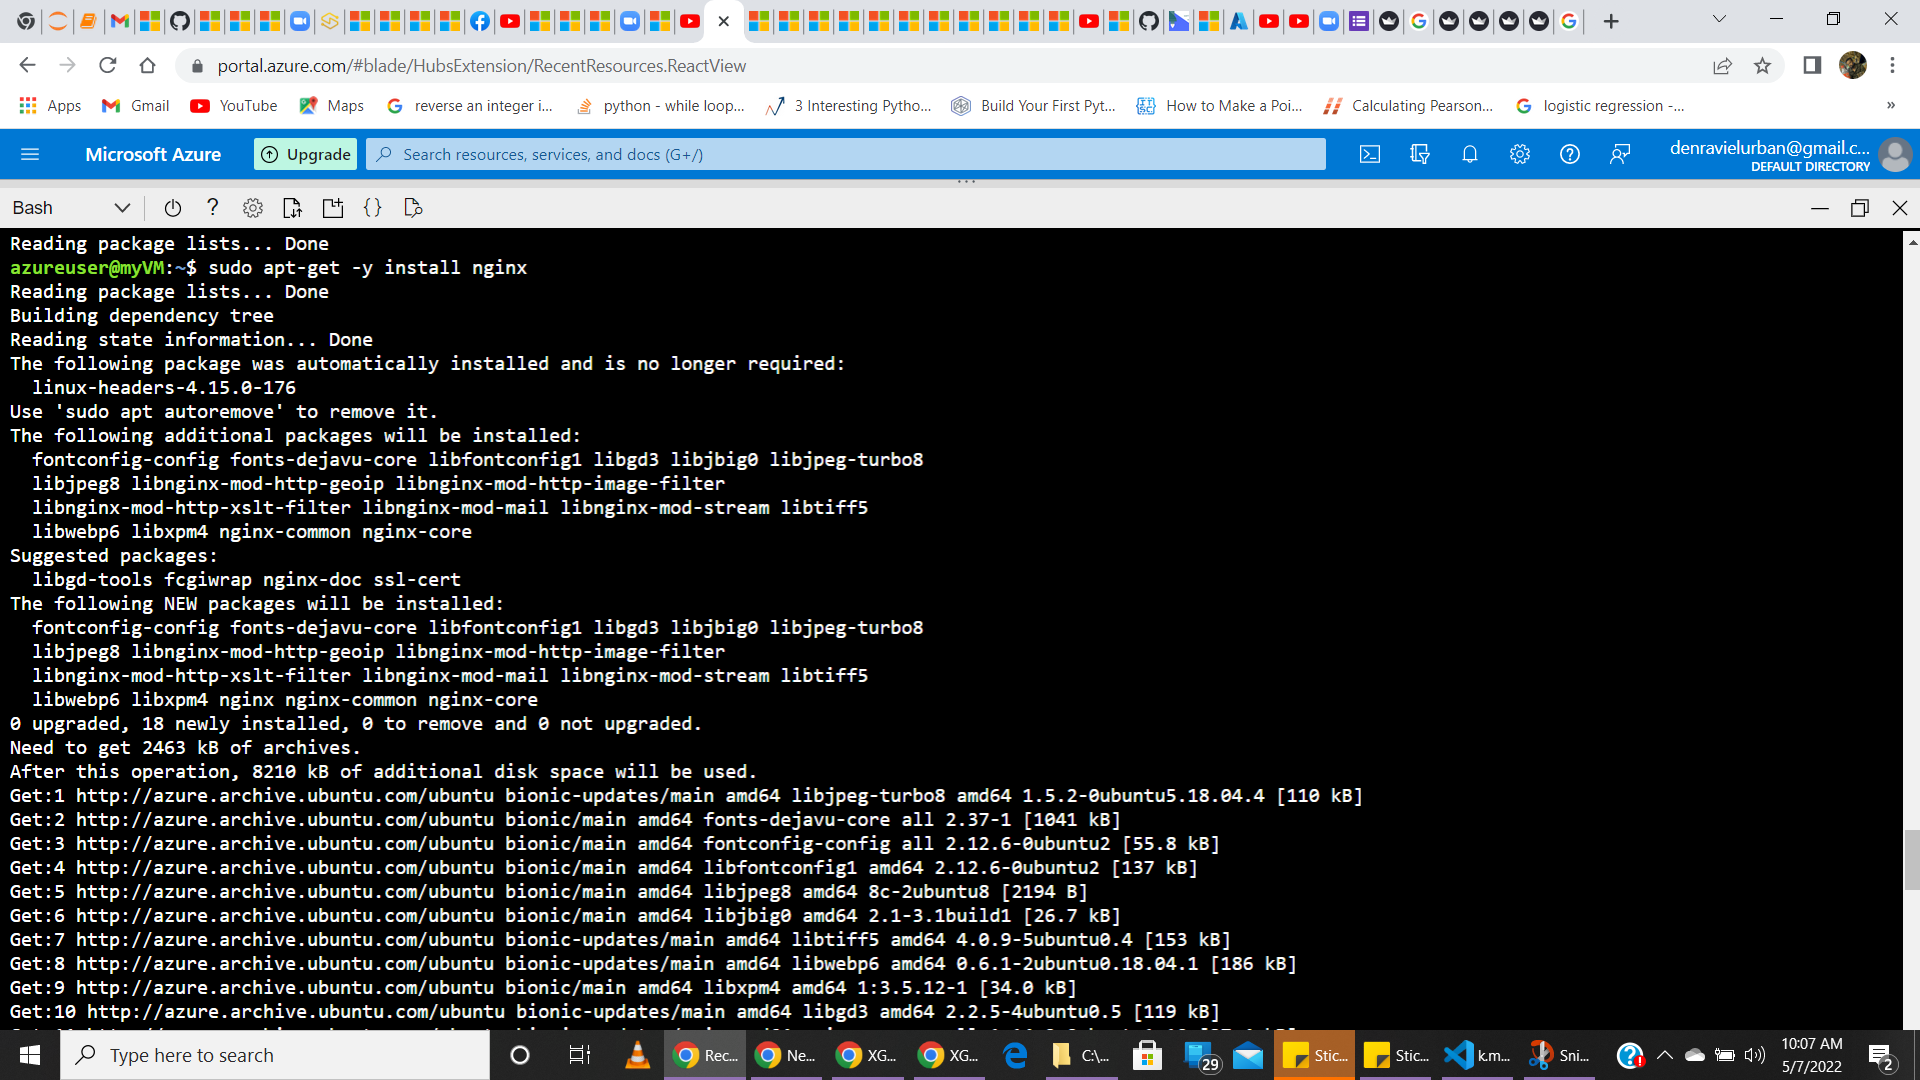 portal.azure.com/#blade/HubsExtension/RecentResources.ReactView
Apps Gmail YouTube Maps reverse an integer i... python - while loop... 3 Interesting Pytho... Build Your First Pyt... How to Make a Poi... Calculating Pearson... logistic regression -... »
Microsoft Azure Upgrade Search resources, services, and docs (G+/) denravielurban@gmail.c...
DEFAULT DIRECTORY
Bash
Reading package lists... Done
azureuser@myVM:~$ sudo apt-get -y install nginx
Reading package lists... Done
Building dependency tree
Reading state information... Done
The following package was automatically installed and is no longer required:
linux-headers-4.15.0-176
Use 'sudo apt autoremove' to remove it.
The following additional packages will be installed:
fontconfig-config fonts-dejavu-core libfontconfig1 libgd3 libjbig0 libjpeg-turbo8
libjpeg8 libnginx-mod-http-geoip libnginx-mod-http-image-filter
libnginx-mod-http-xslt-filter libnginx-mod-mail libnginx-mod-stream libtiff5
libwebp6 libxpm4 nginx-common nginx-core
Suggested packages:
libgd-tools fcgiwrap nginx-doc ssl-cert
The following NEW packages will be installed:
fontconfig-config fonts-dejavu-core libfontconfig1 libgd3 libjbig0 libjpeg-turbo8
libjpeg8 libnginx-mod-http-geoip libnginx-mod-http-image-filter
libnginx-mod-http-xslt-filter libnginx-mod-mail libnginx-mod-stream libtiff5
libwebp6 libxpm4 nginx nginx-common nginx-core
0 upgraded, 18 newly installed, 0 to remove and 0 not upgraded.
Need to get 2463 kB of archives.
After this operation, 8210 kB of additional disk space will be used.
Get:1 http://azure.archive.ubuntu.com/ubuntu bionic-updates/main amd64 libjpeg-turbo8 amd64 1.5.2-0ubuntu5.18.04.4 [110 kB]
Get:2 http://azure.archive.ubuntu.com/ubuntu bionic/main amd64 fonts-dejavu-core all 2.37-1 [1041 kB]
Get:3 http://azure.archive.ubuntu.com/ubuntu bionic/main amd64 fontconfig-config all 2.12.6-0ubuntu2 [55.8 kB]
Get:4 http://azure.archive.ubuntu.com/ubuntu bionic/main amd64 libfontconfig1 amd64 2.12.6-0ubuntu2 [137 kB]
Get:5 http://azure.archive.ubuntu.com/ubuntu bionic/main amd64 libjpeg8 amd64 8c-2ubuntu8 [2194 B]
Get:6 http://azure.archive.ubuntu.com/ubuntu bionic/main amd64 libjbig0 amd64 2.1-3.1build1 [26.7 kB]
Get:7 http://azure.archive.ubuntu.com/ubuntu bionic-updates/main amd64 libtiff5 amd64 4.0.9-5ubuntu0.4 [153 kB]
Get:8 http://azure.archive.ubuntu.com/ubuntu bionic-updates/main amd64 libwebp6 amd64 0.6.1-2ubuntu0.18.04.1 [186 kB]
Get:9 http://azure.archive.ubuntu.com/ubuntu bionic/main amd64 libxpm4 amd64 1:3.5.12-1 [34.0 kB]
Get:10 http://azure.archive.ubuntu.com/ubuntu bionic-updates/main amd64 libgd3 amd64 2.2.5-4ubuntu0.5 [119 kB]
Type here to search Rec... Ne... XG... XG... C:\... 29 Stic... Stic... k.m... Sni... 10:07 AM
5/7/2022 2